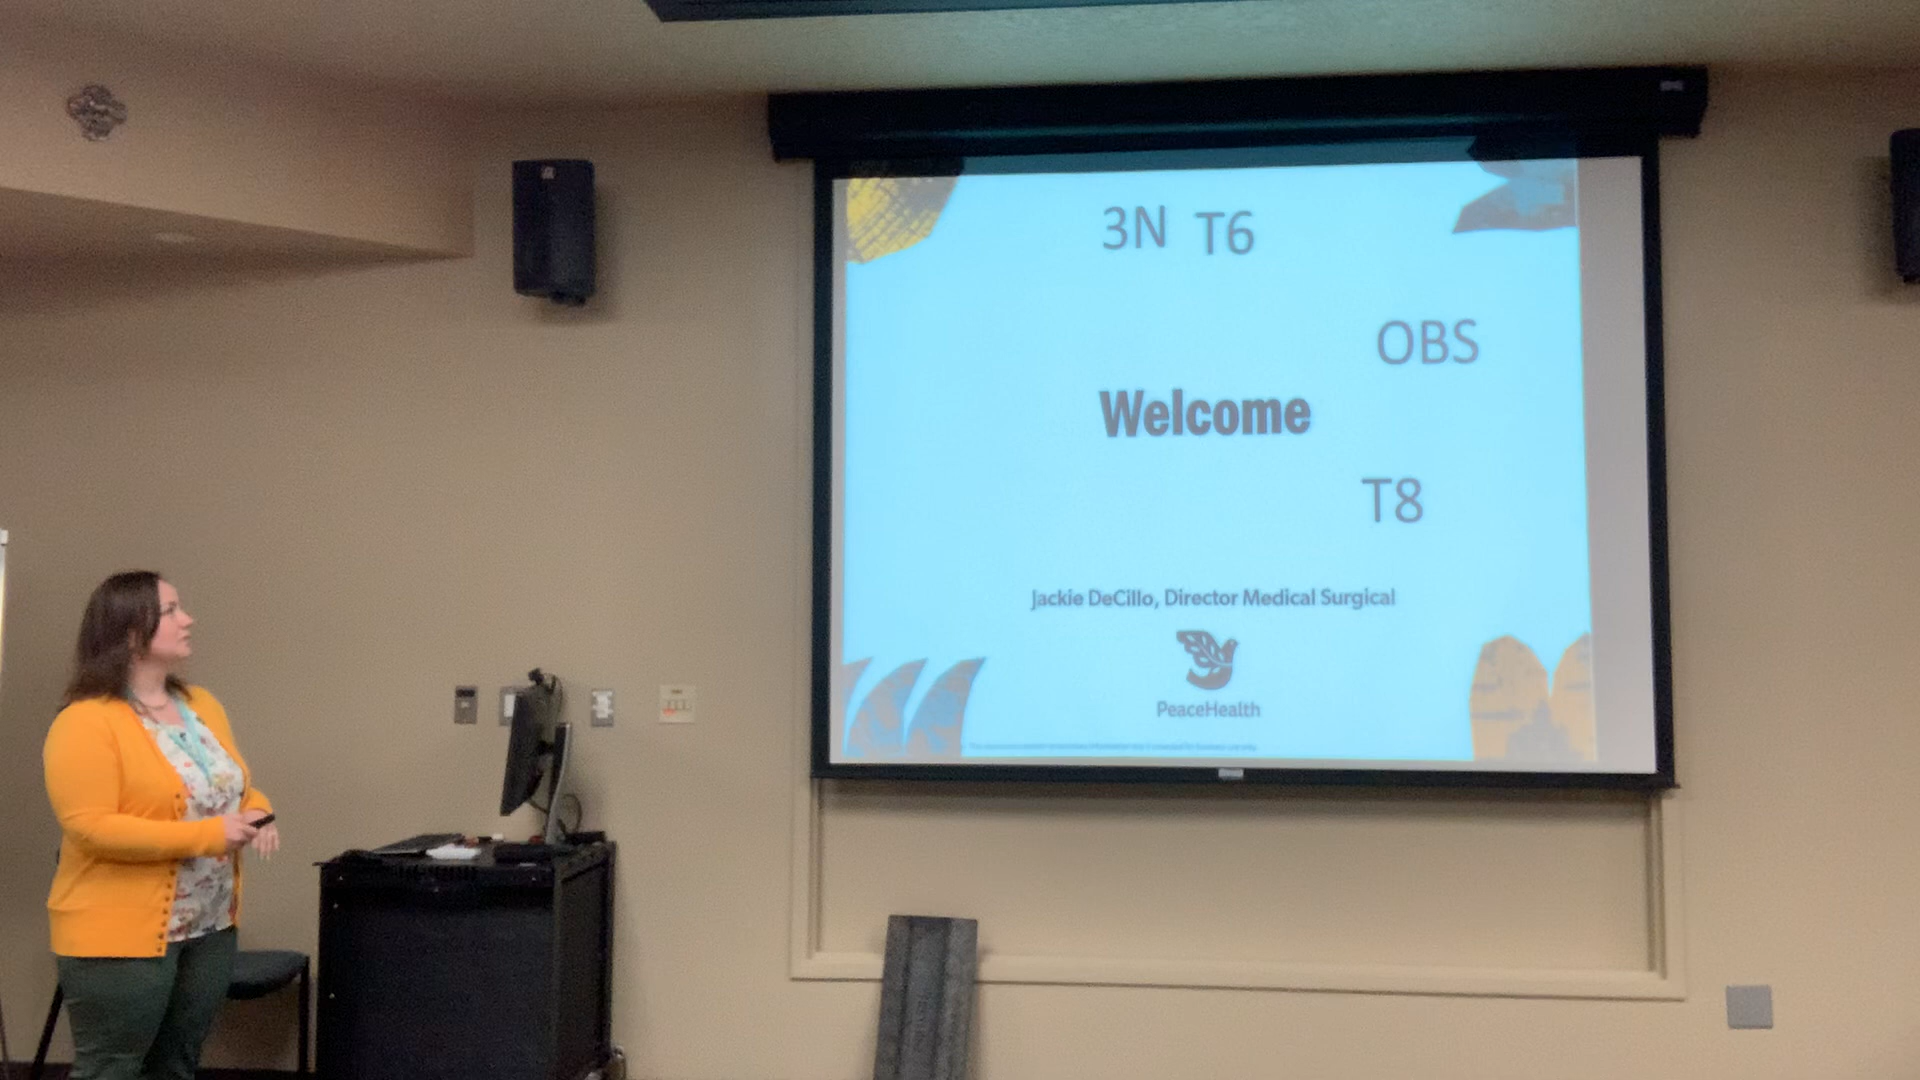 3N T6
OBS
Welcome
T8
Jackie DeCillo, Director Medical Surgical
PeaceHealth